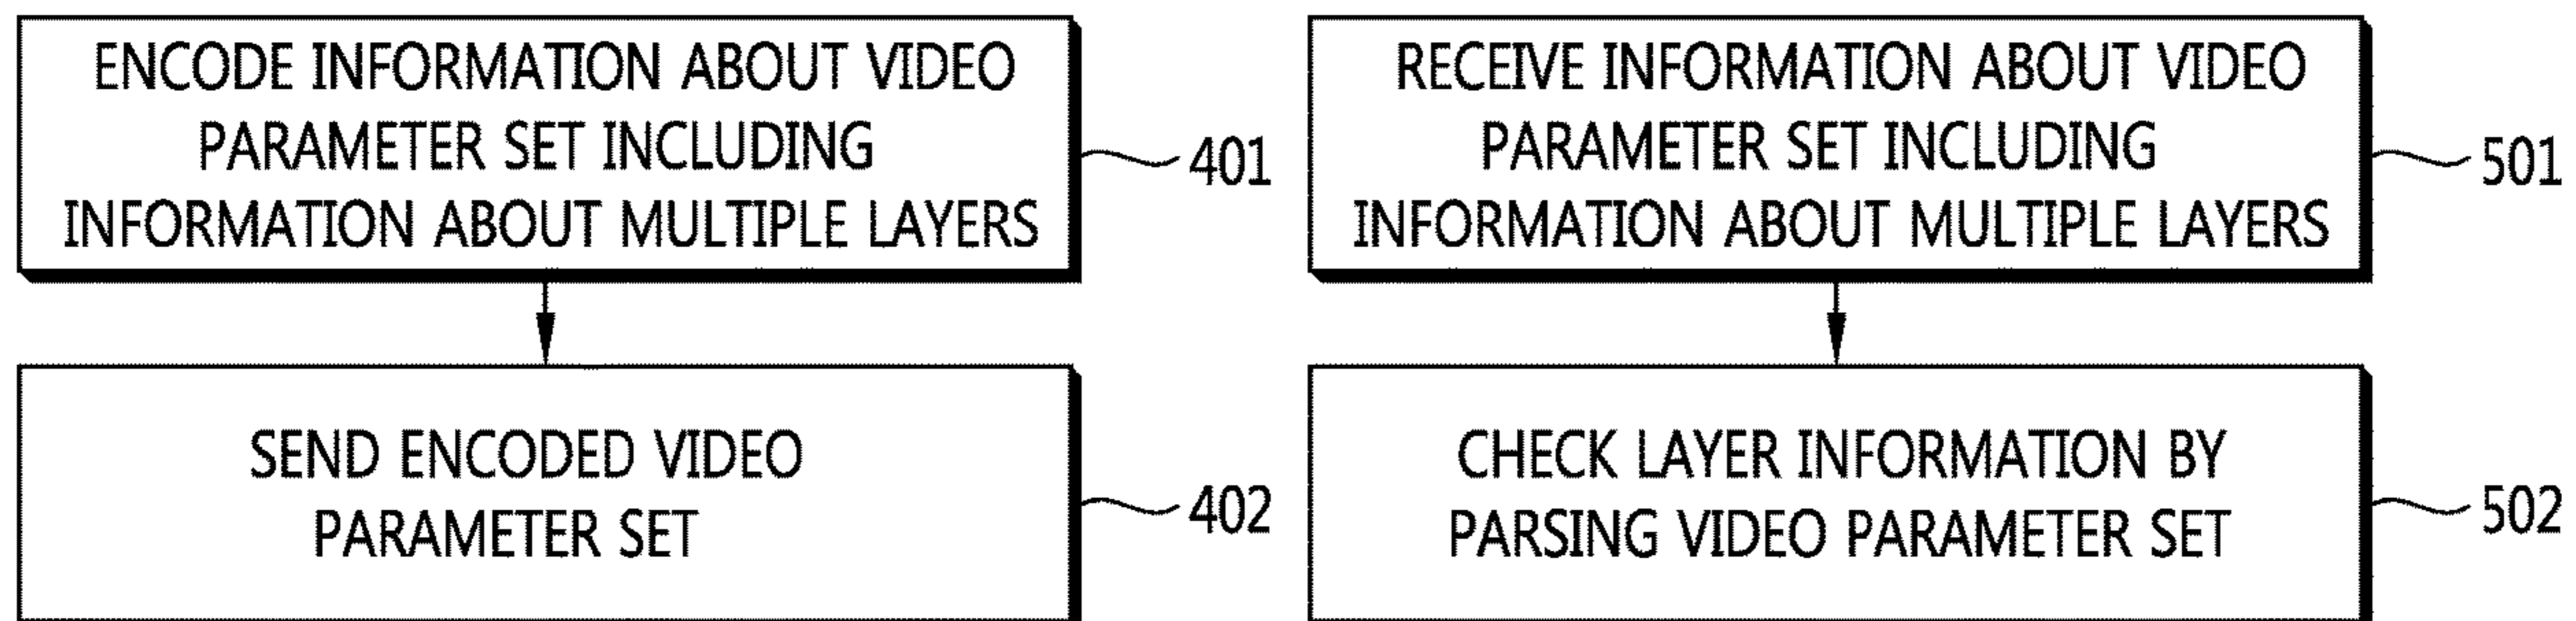 ENCODE INFORMATION ABOUT VIDEO
PARAMETER SET INCLUDING
INFORMATION ABOUT MULTIPLE LAYERS
401
SEND ENCODED VIDEO
PARAMETER SET
402
RECEIVE INFORMATION ABOUT VIDEO
PARAMETER SET INCLUDING
INFORMATION ABOUT MULTIPLE LAYERS
501
CHECK LAYER INFORMATION BY
PARSING VIDEO PARAMETER SET
502